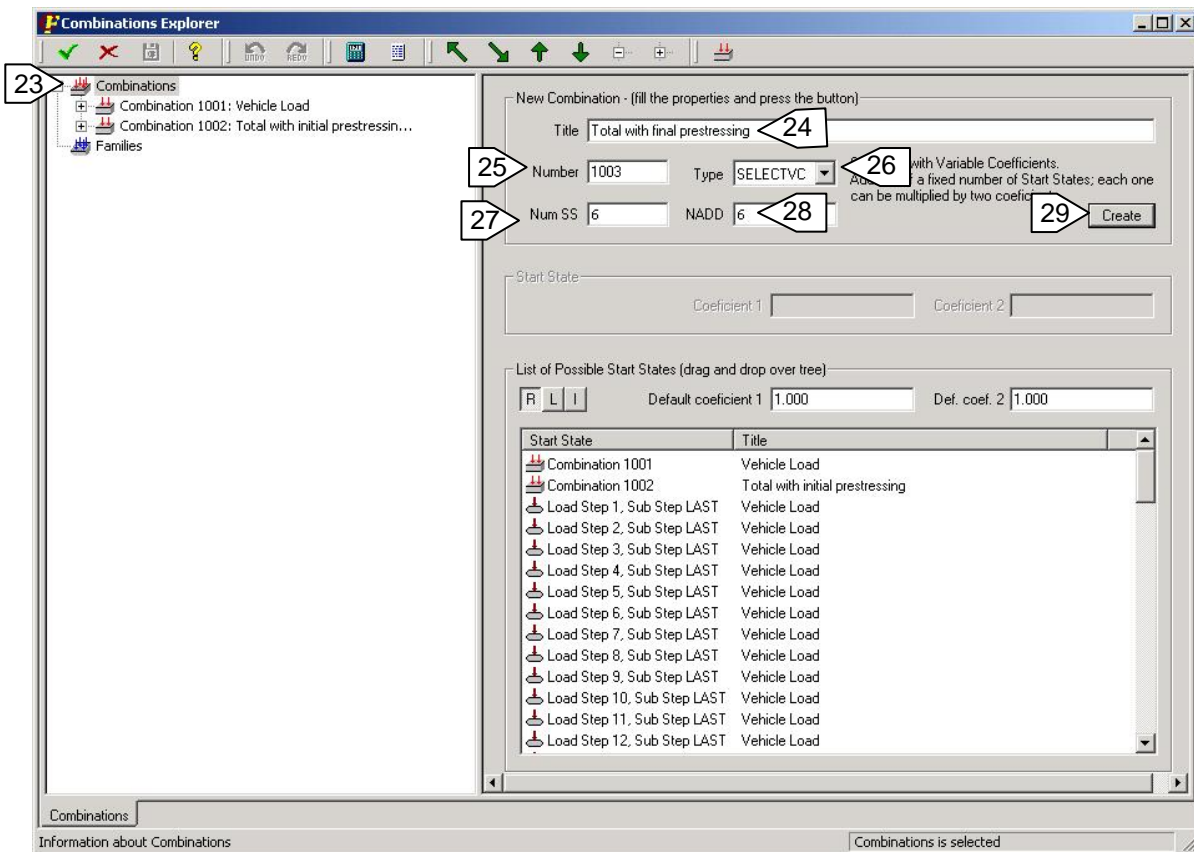 Combinations Explorer
UNDO REDO
23
Combinations
Combination 1001: Vehicle Load
Combination 1002: Total with initial prestressin...
Families
New Combination - (fill the properties and press the button)
Title Total with final prestressing 24
25 Number 1003 Type SELECTVC 26
with Variable Coefficients.
a fixed number of Start States; each one
can be multiplied by two
27 Num SS 6 NADD 6 28
29 Create
Start State
Coeficient 1 Coeficient 2
List of Possible Start States (drag and drop over tree)
R L I Default coeficient 1 1.000 Def. coef. 2 1.000
Start State Title
Combination 1001 Vehicle Load
Combination 1002 Total with initial prestressing
Load Step 1, Sub Step LAST Vehicle Load
Load Step 2, Sub Step LAST Vehicle Load
Load Step 3, Sub Step LAST Vehicle Load
Load Step 4, Sub Step LAST Vehicle Load
Load Step 5, Sub Step LAST Vehicle Load
Load Step 6, Sub Step LAST Vehicle Load
Load Step 7, Sub Step LAST Vehicle Load
Load Step 8, Sub Step LAST Vehicle Load
Load Step 9, Sub Step LAST Vehicle Load
Load Step 10, Sub Step LAST Vehicle Load
Load Step 11, Sub Step LAST Vehicle Load
Load Step 12, Sub Step LAST Vehicle Load
Combinations
Information about Combinations Combinations is selected